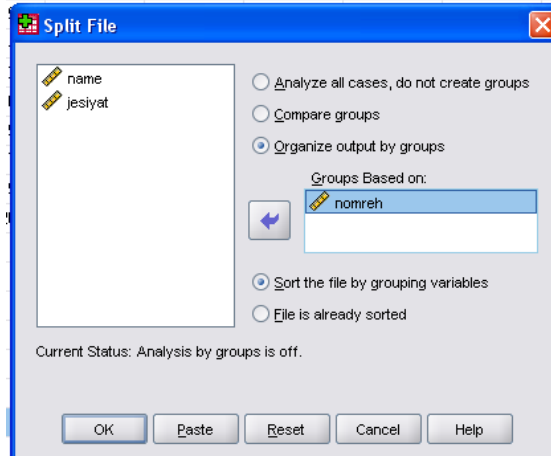 Split File
name
jesiyat
Analyze all cases, do not create groups
Compare groups
Organize output by groups
Groups Based on:
nomreh
Sort the file by grouping variables
File is already sorted
Current Status: Analysis by groups is off.
OK
Paste
Reset
Cancel
Help